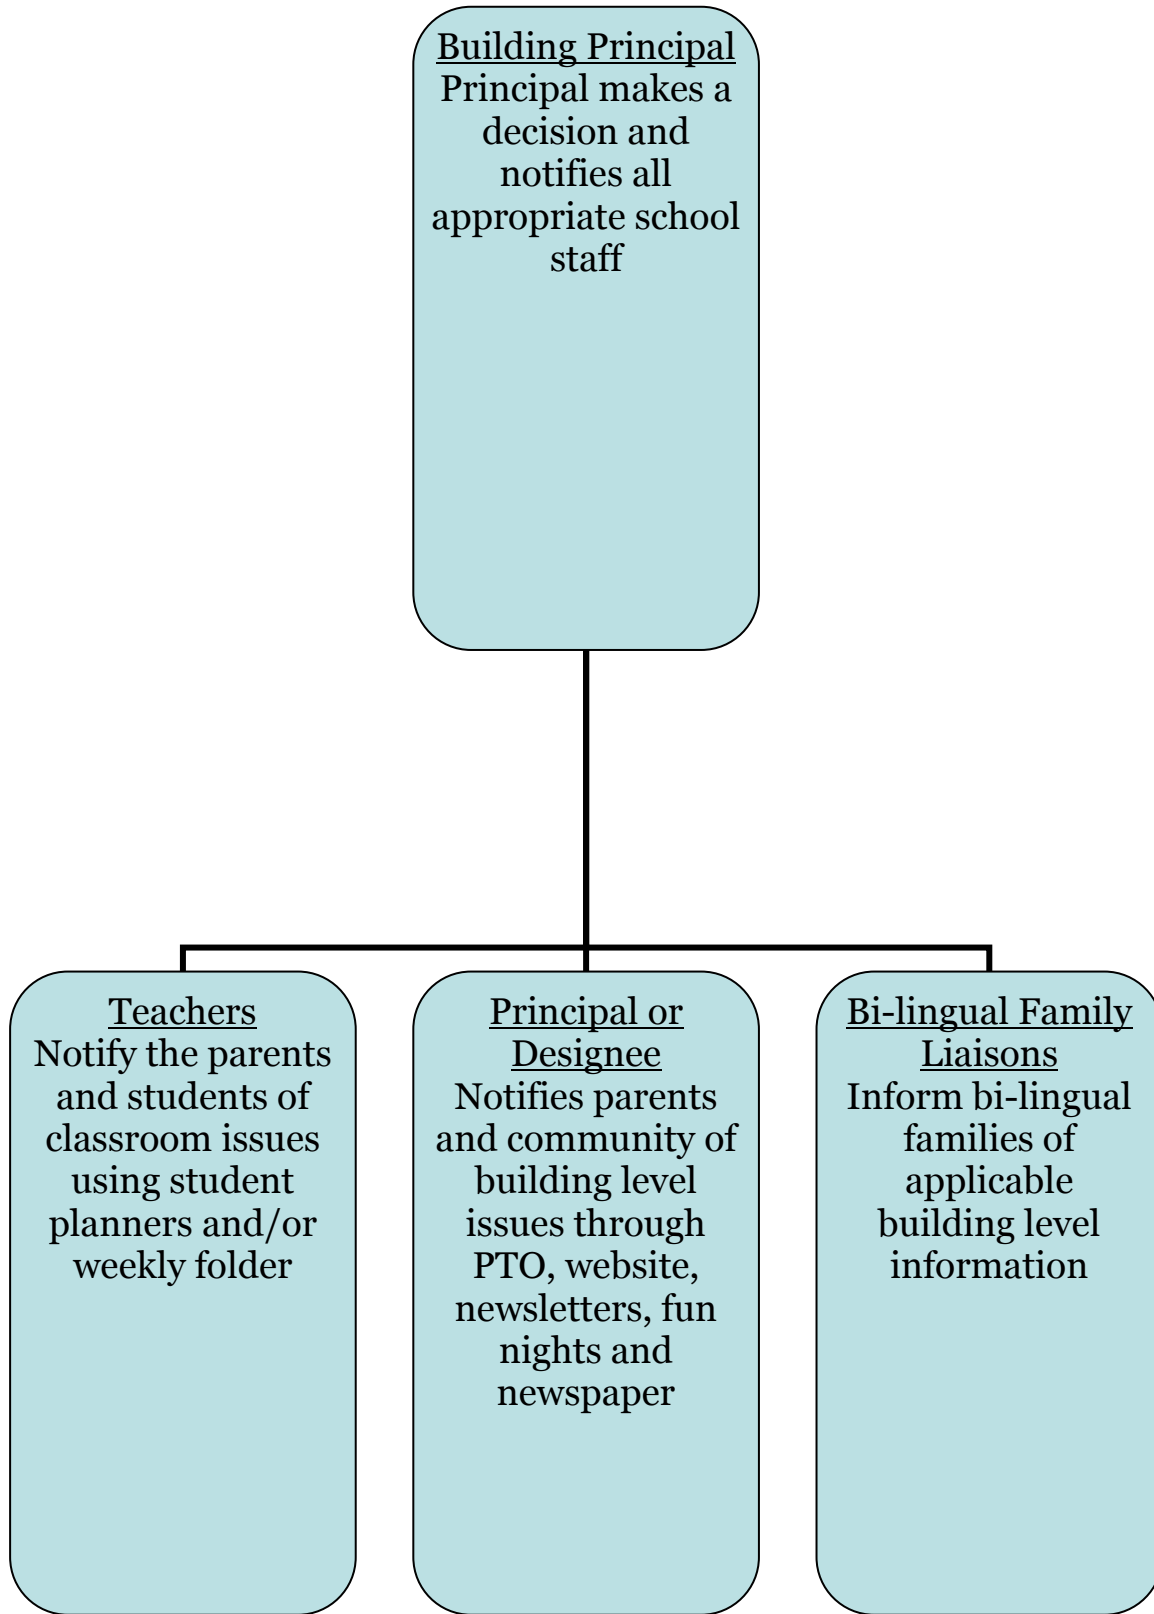 Building Principal
Principal makes a
decision and
notifies all
appropriate school
staff
Teachers
Notify the parents
and students of
classroom issues
using student
planners and/or
weekly folder
Principal or
Designee
Notifies parents
and community of
building level
issues through
PTO, website,
newsletters, fun
nights and
newspaper
Bi-lingual Family
Liaisons
Inform bi-lingual
families of
applicable
building level
information